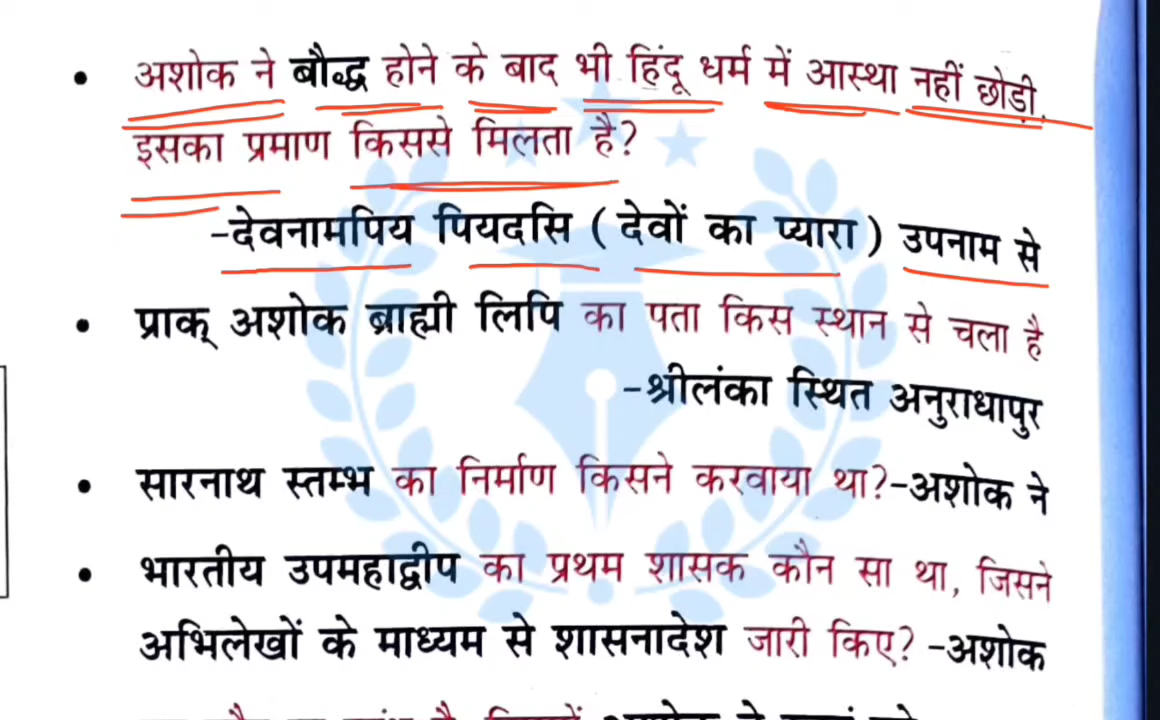 • अशोक ने बौद्ध होने के बाद भी हिंदू धर्म में आस्था नहीं छोड़ी,
इसका प्रमाण किससे मिलता है?
-देवनामपिय पियदसि (देवों का प्यारा) उपनाम से
• प्राक् अशोक ब्राह्मी लिपि का पता किस स्थान से चला है
-श्रीलंका स्थित अनुराधापुर
• सारनाथ स्तम्भ का निर्माण किसने करवाया था?-अशोक ने
• भारतीय उपमहाद्वीप का प्रथम शासक कौन सा था, जिसने
अभिलेखों के माध्यम से शासनादेश जारी किए? -अशोक